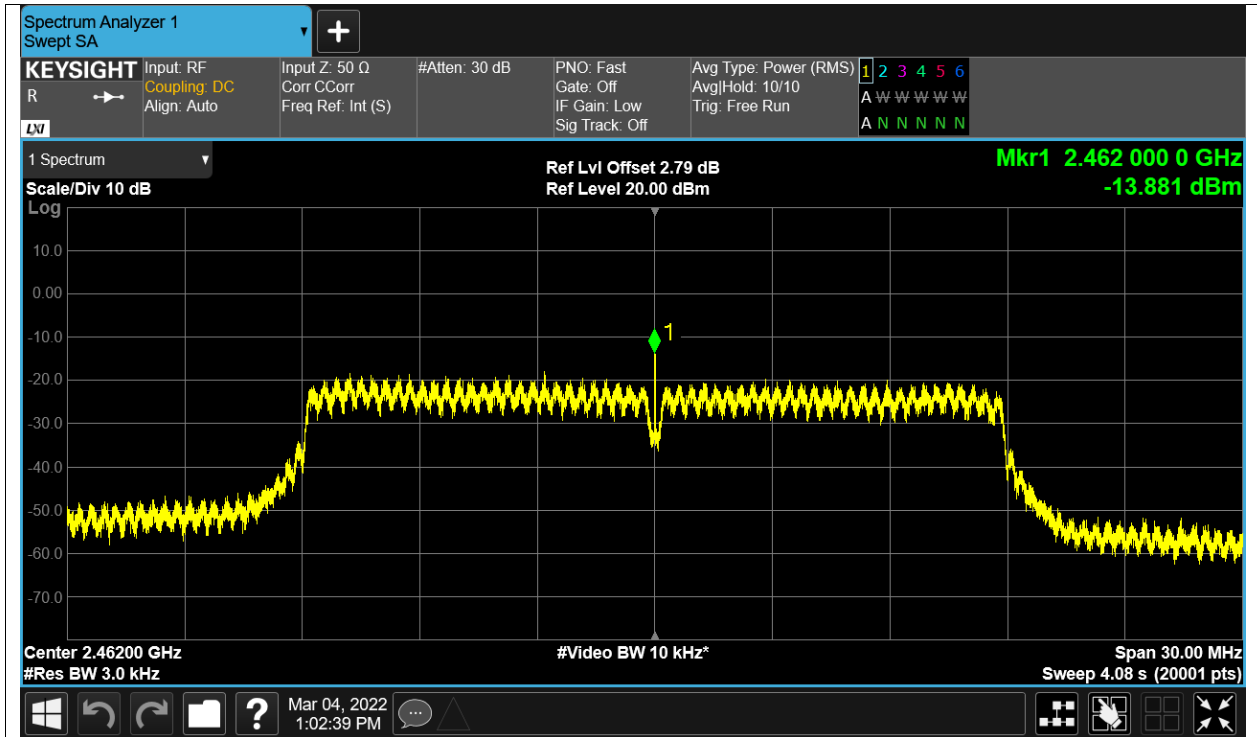 Spectrum Analyzer 1
Swept SA
KEYSIGHT
R
LXI
Input: RF
Coupling: DC
Align: Auto
Input Z: 50 Ω
Corr CCorr
Freq Ref: Int (S)
#Atten: 30 dB
PNO: Fast
Gate: Off
IF Gain: Low
Sig Track: Off
Avg Type: Power (RMS)
Avg|Hold: 10/10
Trig: Free Run
1 2 3 4 5 6
A W W W W W
A N N N N N
1 Spectrum
Scale/Div 10 dB
Log
Ref Lvl Offset 2.79 dB
Ref Level 20.00 dBm
Mkr1 2.462 000 0 GHz
-13.881 dBm
10.0
0.00
-10.0
1
-20.0
-30.0
-40.0
-50.0
-60.0
-70.0
Center 2.46200 GHz
#Res BW 3.0 kHz
#Video BW 10 kHz*
Span 30.00 MHz
Sweep 4.08 s (20001 pts)
?
Mar 04, 2022
1:02:39 PM